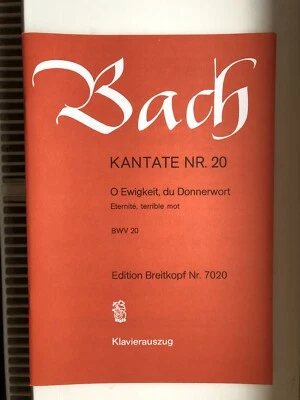 Bach
KANTATE NR. 20
O Ewigkeit, du Donnerwort
Eternité, terrible mot
BWV 20
Edition Breitkopf Nr. 7020
Klavierauszug